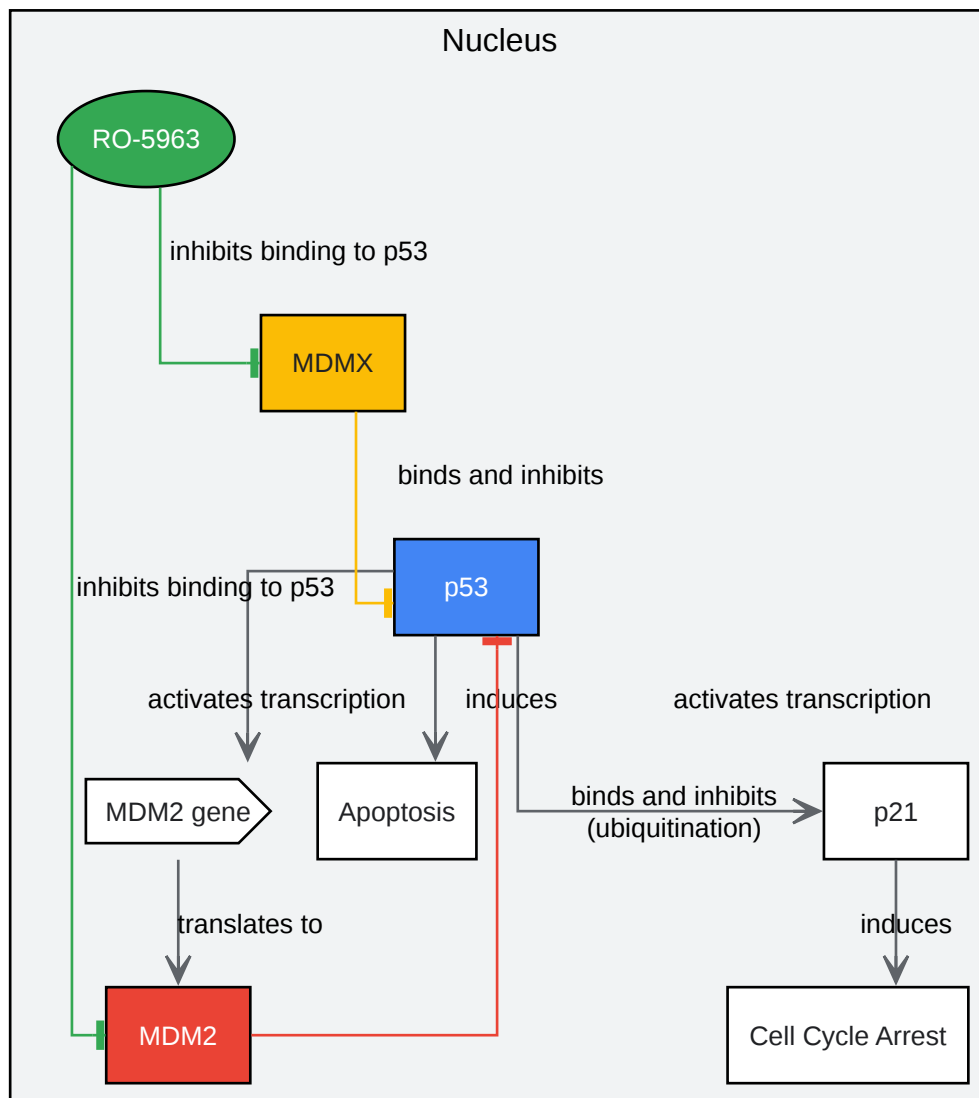 Nucleus
RO-5963
inhibits binding to p53
MDMX
binds and inhibits
inhibits binding to p53
p53
activates transcription
induces
activates transcription
MDM2 gene
Apoptosis
binds and inhibits
(ubiquitination)
p21
translates to
induces
MDM2
Cell Cycle Arrest